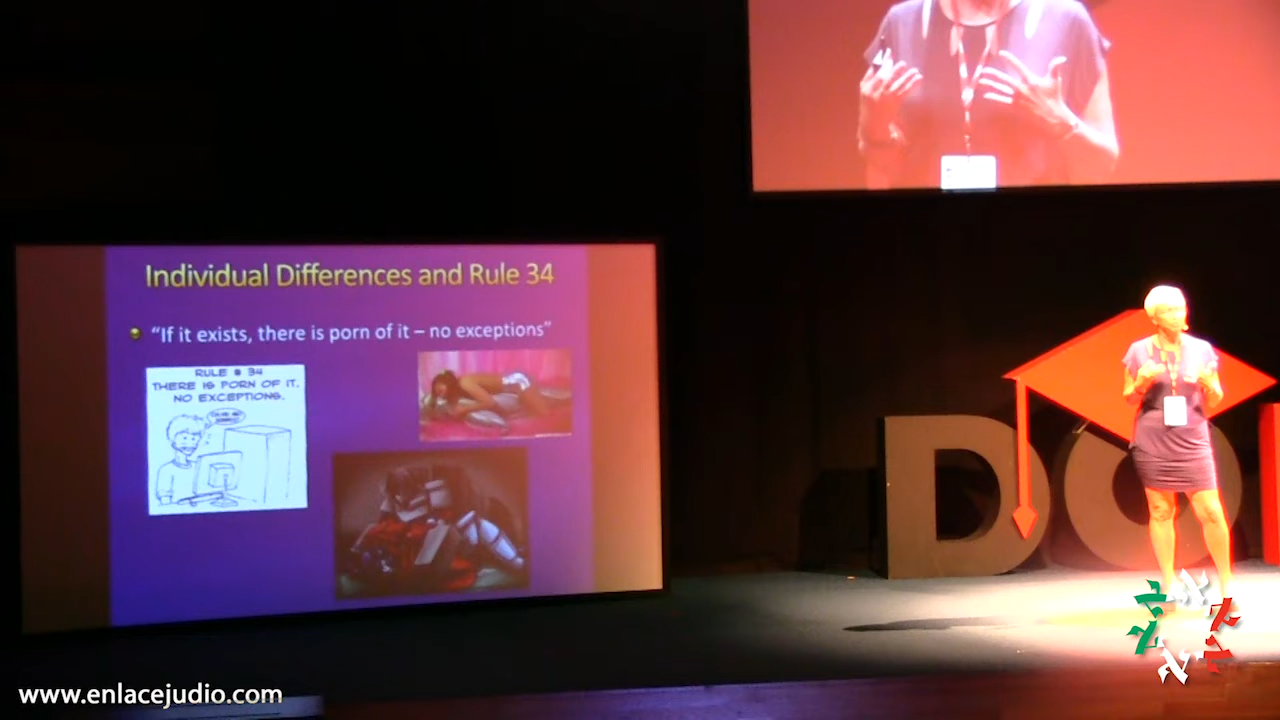 Individual Differences and Rule 34
"If it exists, there is porn of it – no exceptions"
RULE # 34
THERE IS PORN OF IT.
NO EXCEPTIONS.
DO
www.enlacejudio.com